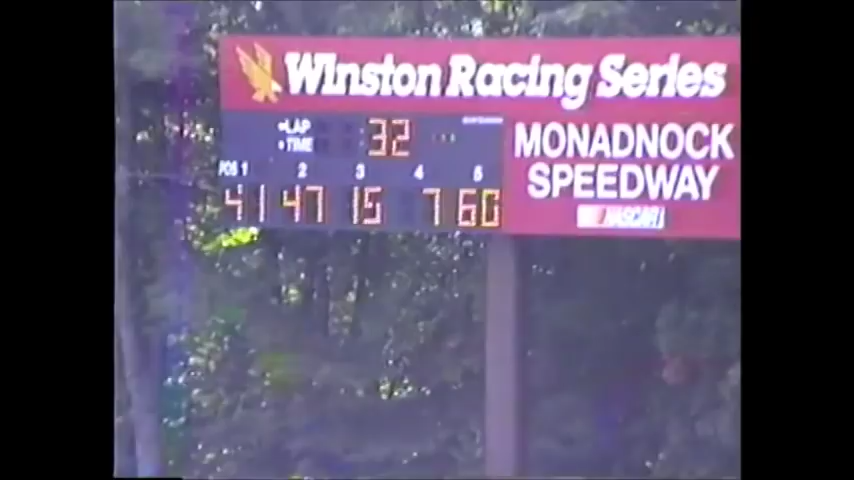 Winston Racing Series
LAP 32
TIME
MONADNOCK
SPEEDWAY
NASCAR
POS 1 2 3 4 5
41 47 15 7 60